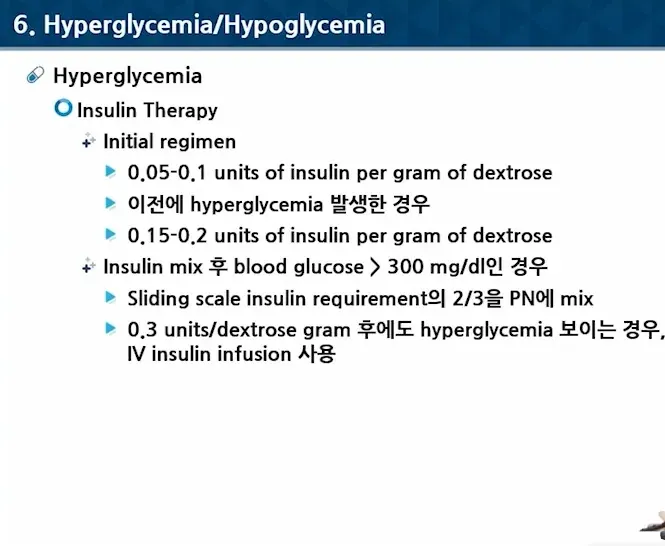 6. Hyperglycemia/Hypoglycemia
Hyperglycemia
Insulin Therapy
Initial regimen
0.05-0.1 units of insulin per gram of dextrose
이전에 hyperglycemia 발생한 경우
0.15-0.2 units of insulin per gram of dextrose
Insulin mix 후 blood glucose > 300 mg/dl인 경우
Sliding scale insulin requirement의 2/3을 PN에 mix
0.3 units/dextrose gram 후에도 hyperglycemia 보이는 경우,
IV insulin infusion 사용